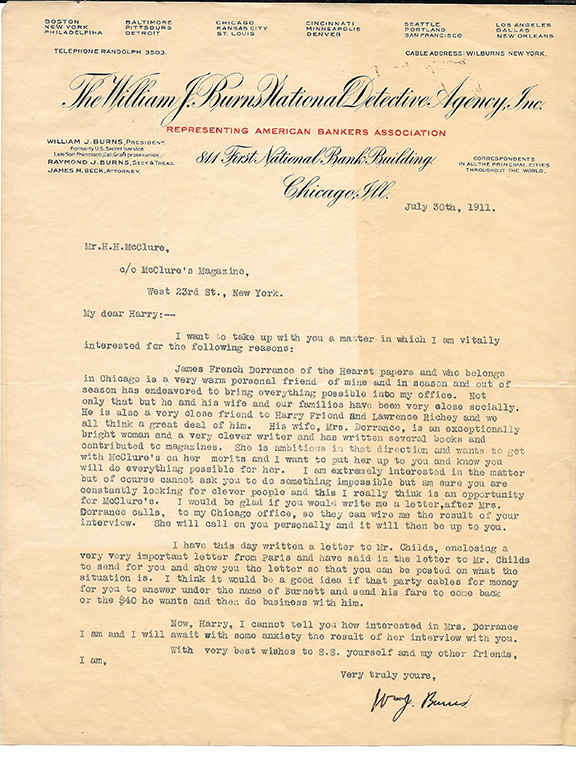 BOSTON BALTIMORE CHICAGO CINCINNATI SEATTLE LOS ANGELES
NEW YORK PITTSBURG KANSAS CITY MINNEAPOLIS PORTLAND DALLAS
PHILADELPHIA DETROIT ST. LOUIS DENVER SAN FRANCISCO NEW ORLEANS
TELEPHONE RANDOLPH 3503. CABLE ADDRESS: WILBURNS NEW YORK.
The William J. Burns National Detective Agency, Inc.
REPRESENTING AMERICAN BANKERS ASSOCIATION
WILLIAM J. BURNS, PRESIDENT.
Formerly U.S. Secret Service
Late San Francisco, Cal. Graft prosecution.
RAYMOND J. BURNS, SECY & TREAS.
JAMES M. BECK, ATTORNEY.
811 First National Bank Building
Chicago, Ill.
CORRESPONDENTS
IN ALL THE PRINCIPAL CITIES
THROUGHOUT THE WORLD.
July 30th, 1911.
Mr.H.H.McClure,
c/o McClure's Magazine,
West 23rd St., New York.
My dear Harry:--
I want to take up with you a matter in which I am vitally
interested for the following reasons:
James French Dorrance of the Hearst papers and who belongs
in Chicago is a very warm personal friend of mine and in season and out of
season has endeavored to bring everything possible into my office. Not
only that but he and his wife and our families have been very close socially.
He is also a very close friend to Harry Friend and Lawrence Richey and we
all think a great deal of him. His wife, Mrs. Dorrance, is an exceptionally
bright woman and a very clever writer and has written several books and
contributed to magazines. She is ambitious in that direction and wants to get
with McClure's on her merits and I want to put her up to you and know you
will do everything possible for her. I am extremely interested in the matter
but of course cannot ask you to do something impossible but am sure you are
constantly looking for clever people and this I really think is an opportunity
for McClure's. I would be glad if you would write me a letter,after Mrs.
Dorrance calls, to my Chicago office, so they can wire me the result of your
interview. She will call on you personally and it will then be up to you.
I have this day written a letter to Mr. Childs, enclosing a
very very important letter from Paris and have said in the letter to Mr. Childs
to send for you and show you the letter so that you can be posted on what the
situation is. I think it would be a good idea if that party cables for money
for you to answer under the name of Burnett and send his fare to come back
or the $40 he wants and then do business with him.
Now, Harry, I cannot tell you how interested in Mrs. Dorrance
I am and I will await with some anxiety the result of her interview with you.
With very best wishes to S.S. yourself and my other friends,
I am,
Very truly yours,
Wm J. Burns